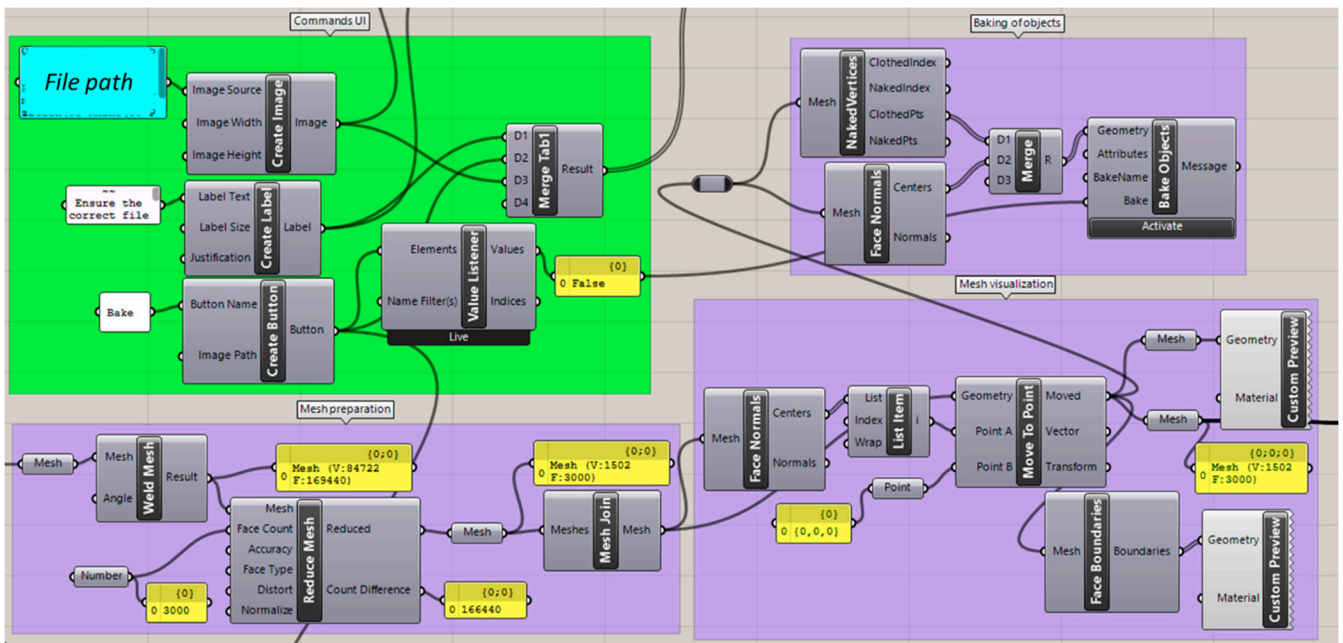 Commands UI
File path
Image Source
Image Width
Image Height
Create Image
Image
~~
Ensure the
correct file
Label Text
Label Size
Justification
Create Label
Label
Bake
Button Name
Image Path
Create Button
Button
Elements
Name Filter(s)
Value Listener
Values
Indices
Live
D1
D2
D3
D4
Merge Tab1
Result
{0}
0 False
Baking of objects
Mesh
NakedVertices
ClothedIndex
NakedIndex
ClothedPts
NakedPts
Mesh
Face Normals
Centers
Normals
D1
D2
D3
Merge
R
Geometry
Attributes
BakeName
Bake
Bake Objects
Message
Activate
Mesh preparation
Mesh
Mesh
Angle
Weld Mesh
Result
{0;0}
0 Mesh (V:84722
F:169440)
Number
{0}
0 3000
Mesh
Face Count
Accuracy
Face Type
Distort
Normalize
Reduce Mesh
Reduced
Count Difference
Mesh
{0;0}
0 Mesh (V:1502
F:3000)
{0;0}
0 166440
Meshes
Mesh Join
Mesh
Mesh visualization
Mesh
Face Normals
Centers
Normals
List
Index
Wrap
List Item
i
{0}
0 {0,0,0}
Point
Geometry
Point A
Point B
Move To Point
Moved
Vector
Transform
Mesh
Mesh
Geometry
Material
Custom Preview
{0;0;0}
0 Mesh (V:1502
F:3000)
Mesh
Face Boundaries
Boundaries
Geometry
Material
Custom Preview